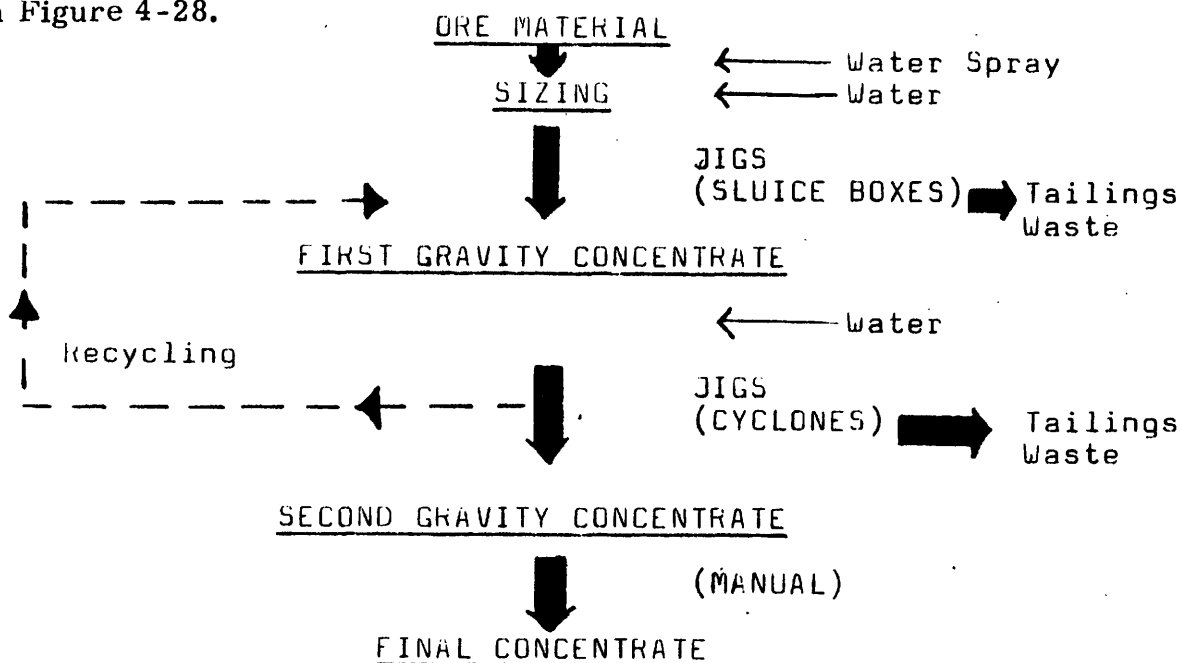 n Figure 4-28.
ORE MATERIAL
Water Spray
SIZING
Water
JIGS
(SLUICE BOXES)
Tailings
Waste
FIRST GRAVITY CONCENTRATE
Water
Recycling
JIGS
(CYCLONES)
Tailings
Waste
SECOND GRAVITY CONCENTRATE
(MANUAL)
FINAL CONCENTRATE